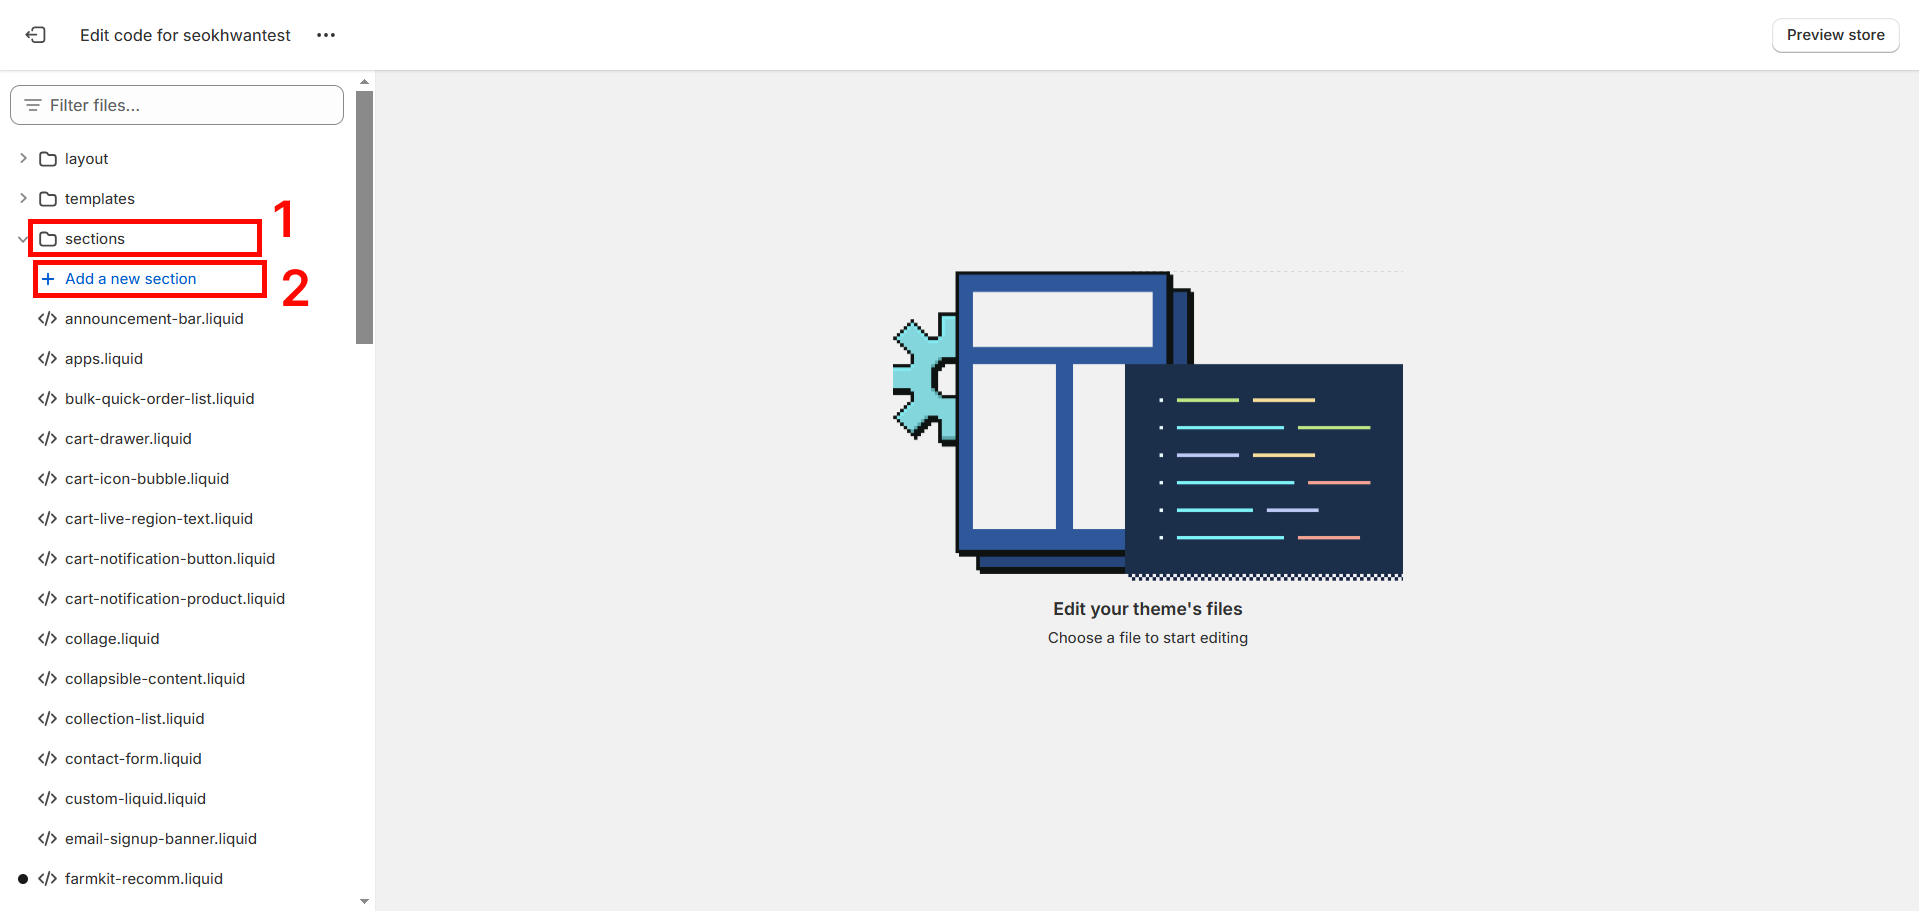 Edit code for seokhwantest
Preview store
Filter files...
layout
templates
1
sections
2
Add a new section
announcement-bar.liquid
apps.liquid
bulk-quick-order-list.liquid
cart-drawer.liquid
cart-icon-bubble.liquid
cart-live-region-text.liquid
cart-notification-button.liquid
cart-notification-product.liquid
collage.liquid
collapsible-content.liquid
collection-list.liquid
contact-form.liquid
custom-liquid.liquid
email-signup-banner.liquid
farmkit-recomm.liquid
Edit your theme's files
Choose a file to start editing